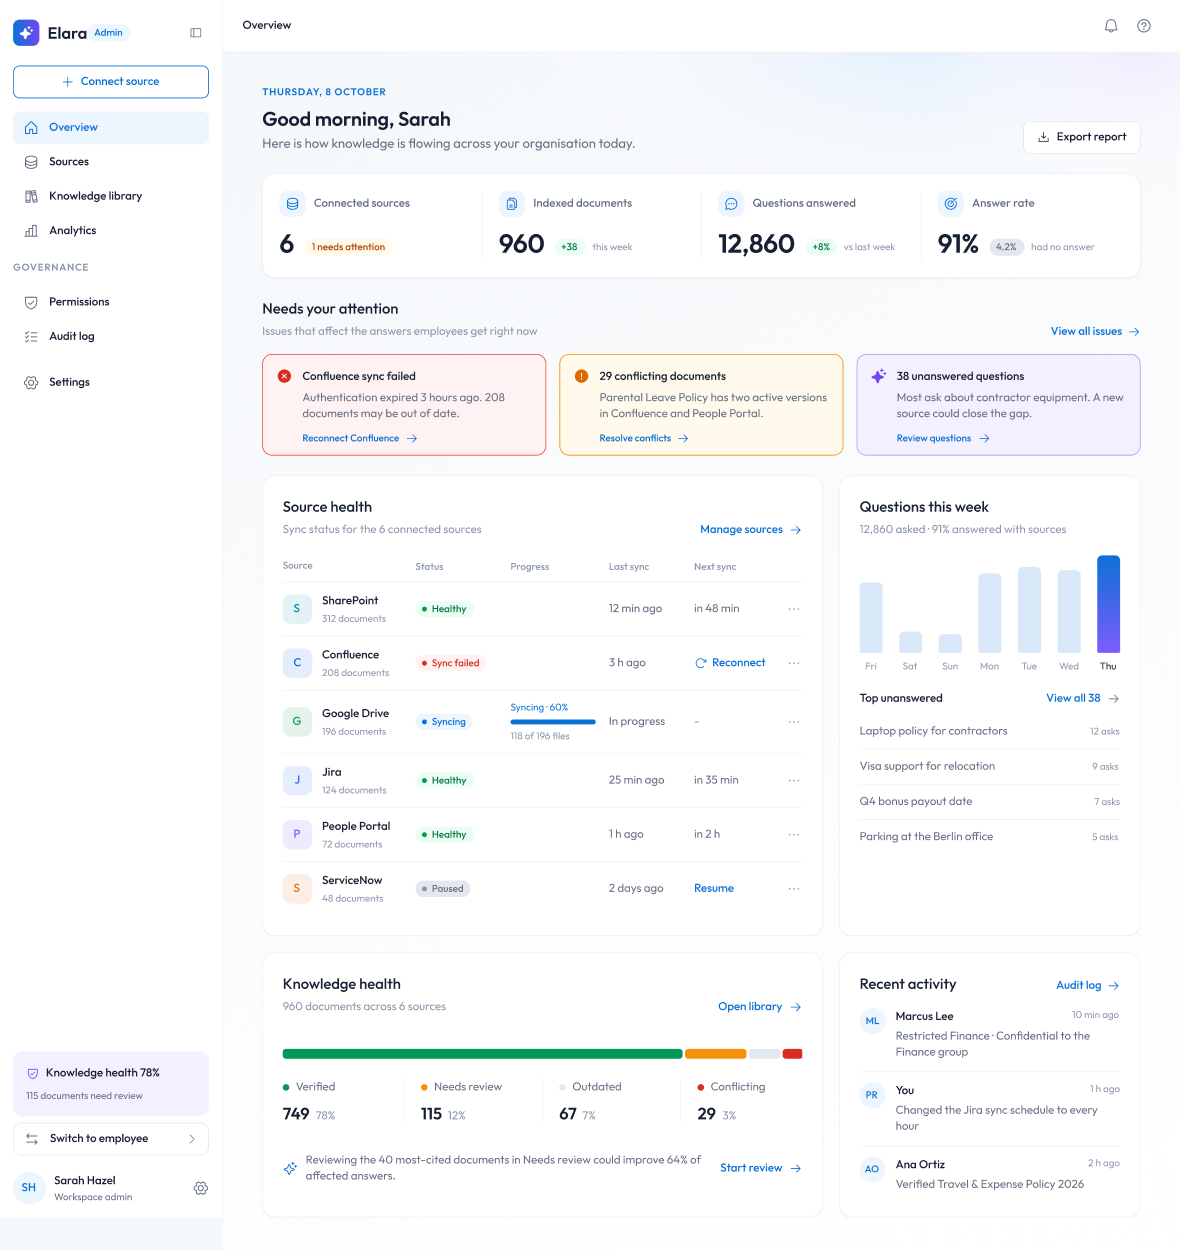 Elara Admin
Connect source
Overview
Sources
Knowledge library
Analytics
GOVERNANCE
Permissions
Audit log
Settings
Knowledge health 78%
115 documents need review
Switch to employee
SH
Sarah Hazel
Workspace admin
Overview
THURSDAY, 8 OCTOBER
Good morning, Sarah
Here is how knowledge is flowing across your organisation today.
Export report
Connected sources
6 1 needs attention
Indexed documents
960 +38 this week
Questions answered
12,860 +8% vs last week
Answer rate
91% 4.2% had no answer
Needs your attention
Issues that affect the answers employees get right now
View all issues
Confluence sync failed
Authentication expired 3 hours ago. 208
documents may be out of date.
Reconnect Confluence
29 conflicting documents
Parental Leave Policy has two active versions
in Confluence and People Portal.
Resolve conflicts
38 unanswered questions
Most ask about contractor equipment. A new
source could close the gap.
Review questions
Source health
Sync status for the 6 connected sources
Manage sources
Source Status Progress Last sync Next sync
S SharePoint
312 documents
Healthy 12 min ago in 48 min
C Confluence
208 documents
Sync failed 3 h ago Reconnect
G Google Drive
196 documents
Syncing
Syncing · 60%
118 of 196 files
In progress -
J Jira
124 documents
Healthy 25 min ago in 35 min
P People Portal
72 documents
Healthy 1 h ago in 2 h
S ServiceNow
48 documents
Paused 2 days ago Resume
Questions this week
12,860 asked · 91% answered with sources
Fri Sat Sun Mon Tue Wed Thu
Top unanswered View all 38
Laptop policy for contractors 12 asks
Visa support for relocation 9 asks
Q4 bonus payout date 7 asks
Parking at the Berlin office 5 asks
Knowledge health
960 documents across 6 sources
Open library
Verified
749 78%
Needs review
115 12%
Outdated
67 7%
Conflicting
29 3%
Reviewing the 40 most-cited documents in Needs review could improve 64% of
affected answers.
Start review
Recent activity Audit log
ML Marcus Lee 10 min ago
Restricted Finance · Confidential to the
Finance group
PR You 1 h ago
Changed the Jira sync schedule to every
hour
AO Ana Ortiz 2 h ago
Verified Travel & Expense Policy 2026